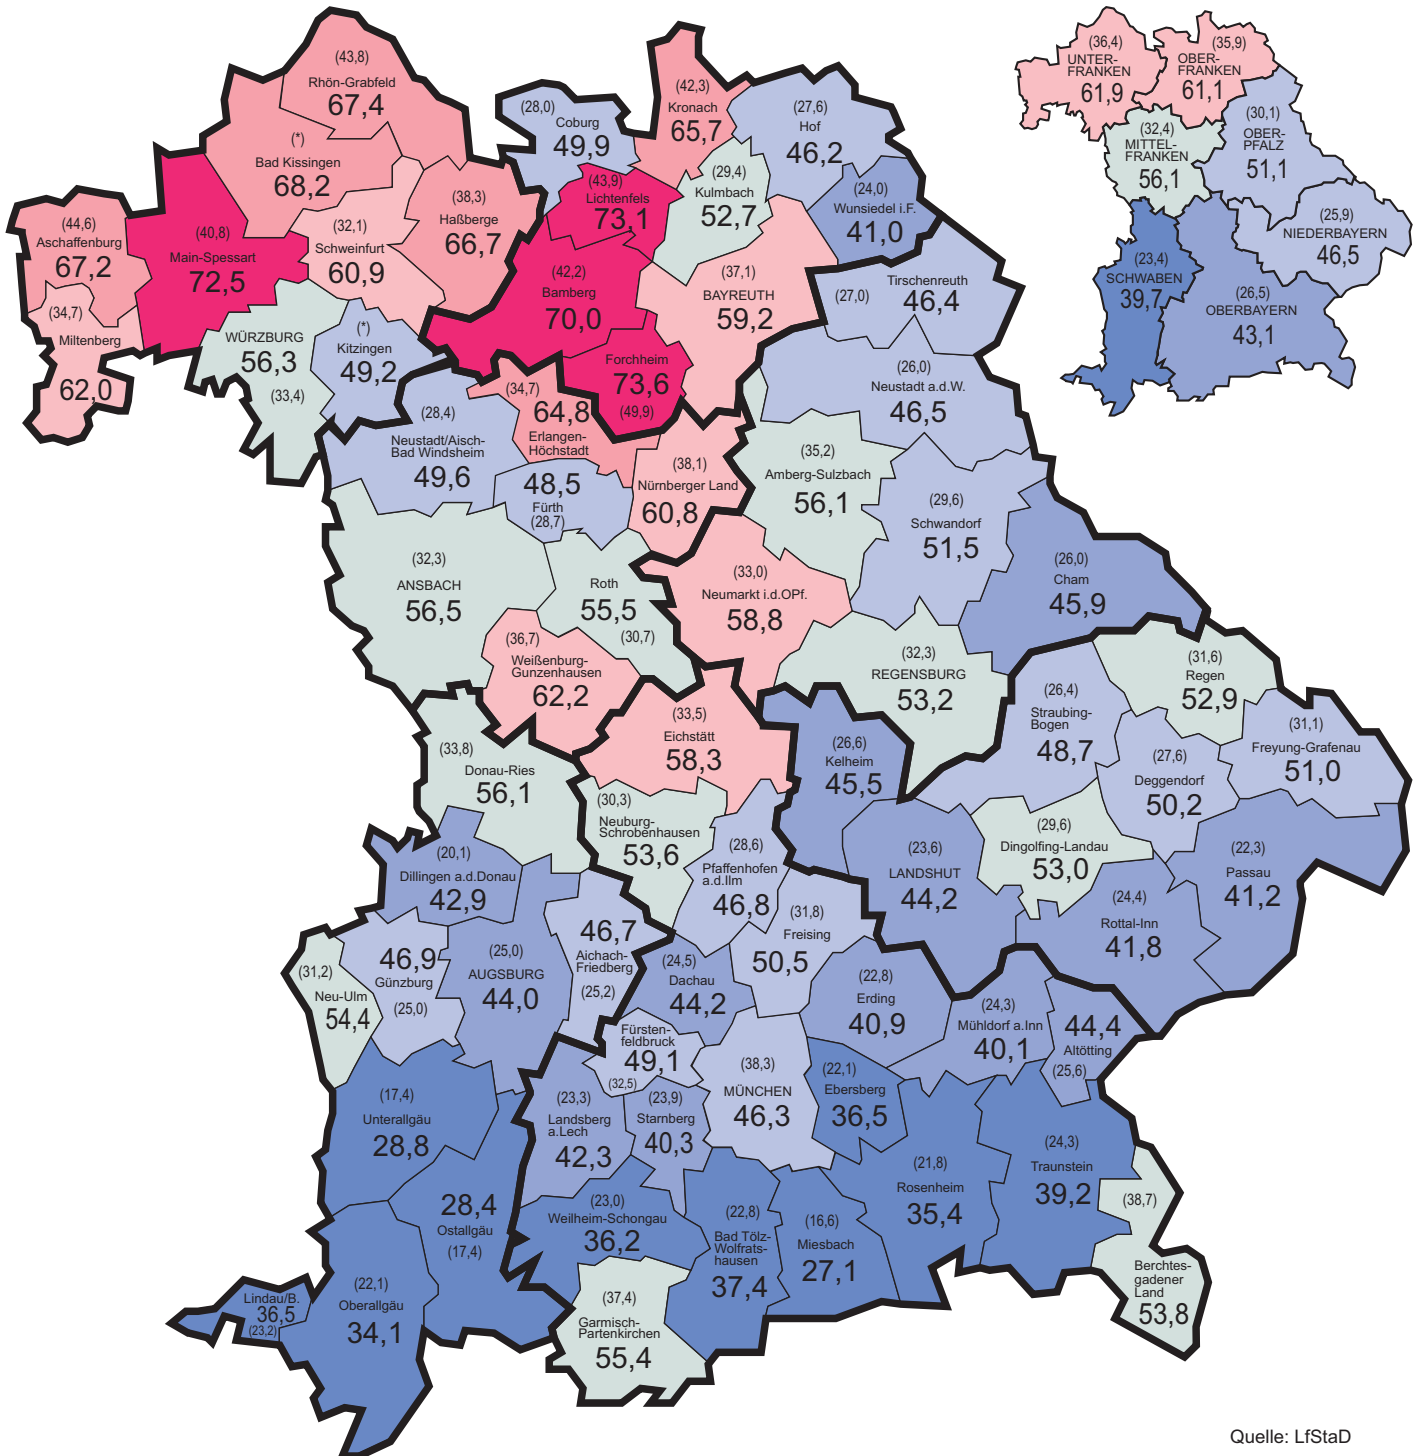 (43,8)
Rhön-Grabfeld
67,4
(*)
Bad Kissingen
68,2
(44,6)
Aschaffenburg
67,2
(40,8)
Main-Spessart
72,5
(32,1)
Schweinfurt
60,9
(38,3)
Haßberge
66,7
(34,7)
Miltenberg
62,0
WÜRZBURG
56,3
(33,4)
(*)
Kitzingen
49,2
(28,0)
Coburg
49,9
(42,3)
Kronach
65,7
(27,6)
Hof
46,2
(43,9)
Lichtenfels
73,1
(29,4)
Kulmbach
52,7
(24,0)
Wunsiedel i.F.
41,0
(42,2)
Bamberg
70,0
(37,1)
BAYREUTH
59,2
Forchheim
73,6
(49,9)
Tirschenreuth
46,4
(27,0)
(26,0)
Neustadt a.d.W.
46,5
(28,4)
Neustadt/Aisch-
Bad Windsheim
49,6
(34,7)
64,8
Erlangen-
Höchstadt
48,5
Fürth
(28,7)
(38,1)
Nürnberger Land
60,8
(35,2)
Amberg-Sulzbach
56,1
(29,6)
Schwandorf
51,5
(32,3)
ANSBACH
56,5
Roth
55,5
(30,7)
(33,0)
Neumarkt i.d.OPf.
58,8
(26,0)
Cham
45,9
(36,7)
Weißenburg-
Gunzenhausen
62,2
(32,3)
REGENSBURG
53,2
(31,6)
Regen
52,9
(33,5)
Eichstätt
58,3
(26,4)
Straubing-
Bogen
48,7
(31,1)
Freyung-Grafenau
51,0
(33,8)
Donau-Ries
56,1
(26,6)
Kelheim
45,5
(27,6)
Deggendorf
50,2
(30,3)
Neuburg-
Schrobenhausen
53,6
(28,6)
Pfaffenhofen
a.d.Ilm
46,8
(29,6)
Dingolfing-Landau
53,0
(20,1)
Dillingen a.d.Donau
42,9
(23,6)
LANDSHUT
44,2
(22,3)
Passau
41,2
(24,4)
Rottal-Inn
41,8
(31,8)
Freising
50,5
46,7
Aichach-
Friedberg
(25,2)
46,9
Günzburg
(25,0)
(25,0)
AUGSBURG
44,0
(31,2)
Neu-Ulm
54,4
(24,5)
Dachau
44,2
(22,8)
Erding
40,9
(24,3)
Mühldorf a.Inn
40,1
44,4
Altötting
(25,6)
Fürsten-
feldbruck
49,1
(32,5)
(38,3)
MÜNCHEN
46,3
(22,1)
Ebersberg
36,5
(17,4)
Unterallgäu
28,8
(23,3)
Landsberg
a.Lech
42,3
(23,9)
Starnberg
40,3
(21,8)
Rosenheim
35,4
(24,3)
Traunstein
39,2
(38,7)
Berchtes-
gadener
Land
53,8
28,4
Ostallgäu
(17,4)
(23,0)
Weilheim-Schongau
36,2
(22,8)
Bad Tölz-
Wolfrats-
hausen
37,4
(16,6)
Miesbach
27,1
Lindau/B.
36,5
(23,2)
(22,1)
Oberallgäu
34,1
(37,4)
Garmisch-
Partenkirchen
55,4
(36,4)
UNTER-
FRANKEN
61,9
(35,9)
OBER-
FRANKEN
61,1
(32,4)
MITTEL-
FRANKEN
56,1
(30,1)
OBER-
PFALZ
51,1
(25,9)
NIEDERBAYERN
46,5
(23,4)
SCHWABEN
39,7
(26,5)
OBERBAYERN
43,1
Quelle: LfStaD